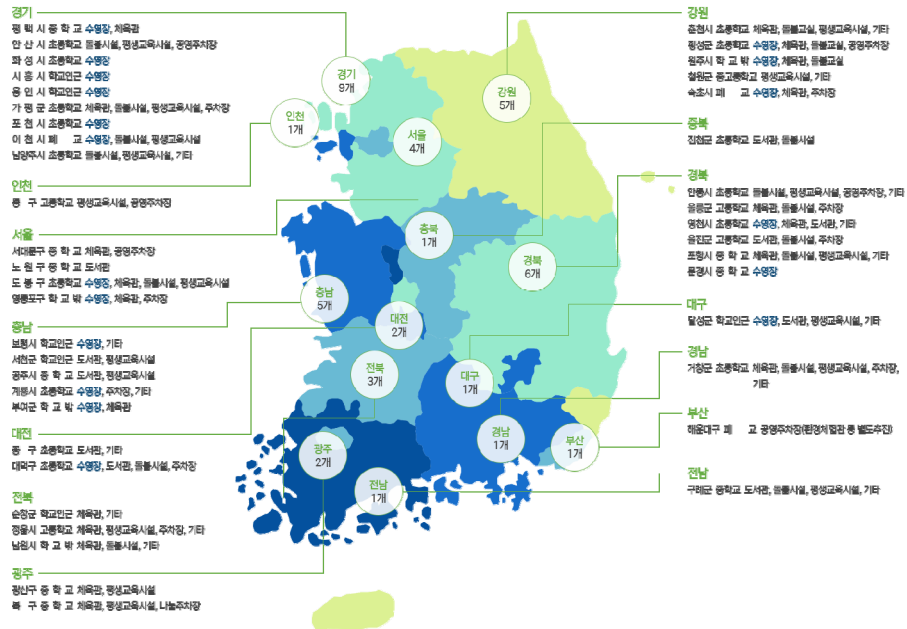 경기
평 택 시 중 학 교 수영장, 체육관
안 산 시 초등학교 돌봄시설, 평생교육시설, 공영주차장
화 성 시 초등학교 수영장
시 흥 시 학교인근 수영장
용 인 시 학교인근 수영장
가 평 군 초등학교 체육관, 돌봄시설, 평생교육시설, 주차장
포 천 시 초등학교 수영장
이 천 시 폐 교 수영장, 돌봄시설, 평생교육시설
남양주시 초등학교 돌봄시설, 평생교육시설, 기타
인천
중 구 고등학교 평생교육시설, 공영주차장
서울
서대문구 중 학 교 체육관, 공영주차장
노 원 구 중 학 교 도서관
도 봉 구 초등학교 수영장, 체육관, 돌봄시설, 평생교육시설
영등포구 학 교 밖 수영장, 체육관, 주차장
충남
보령시 학교인근 수영장, 기타
서천군 학교인근 도서관, 평생교육시설
공주시 중 학 교 도서관, 평생교육시설
계룡시 초등학교 수영장, 주차장, 기타
부여군 학 교 밖 수영장, 체육관
대전
동 구 초등학교 도서관, 기타
대덕구 초등학교 수영장, 도서관, 돌봄시설, 주차장
전북
순창군 학교인근 체육관, 기타
정읍시 고등학교 체육관, 평생교육시설, 주차장, 기타
남원시 학 교 밖 체육관, 돌봄시설, 기타
광주
광산구 중 학 교 체육관, 평생교육시설
북 구 중 학 교 체육관, 평생교육시설, 나눔주차장
경기
9개
인천
1개
서울
4개
강원
5개
충북
1개
경북
6개
충남
5개
대전
2개
전북
3개
대구
1개
경남
1개
부산
1개
광주
2개
전남
1개
강원
춘천시 초등학교 체육관, 돌봄교실, 평생교육시설, 기타
횡성군 초등학교 수영장, 체육관, 돌봄교실, 공영주차장
원주시 학 교 밖 수영장, 체육관, 돌봄교실
철원군 중고등학교 평생교육시설, 기타
속초시 폐 교 수영장, 체육관, 주차장
충북
진천군 초등학교 도서관, 돌봄시설
경북
안동시 초등학교 돌봄시설, 평생교육시설, 공영주차장, 기타
울릉군 고등학교 체육관, 돌봄시설, 주차장
영천시 초등학교 수영장, 체육관, 도서관, 기타
울진군 고등학교 도서관, 돌봄시설, 주차장
포항시 중 학 교 체육관, 돌봄시설, 평생교육시설, 기타
문경시 중 학 교 수영장
대구
달성군 학교인근 수영장, 도서관, 평생교육시설, 기타
경남
거창군 초등학교 체육관, 돌봄시설, 평생교육시설, 주차장,
기타
부산
해운대구 폐 교 공영주차장(환경체험관 등 별도추진)
전남
구례군 중학교 도서관, 돌봄시설, 평생교육시설, 기타